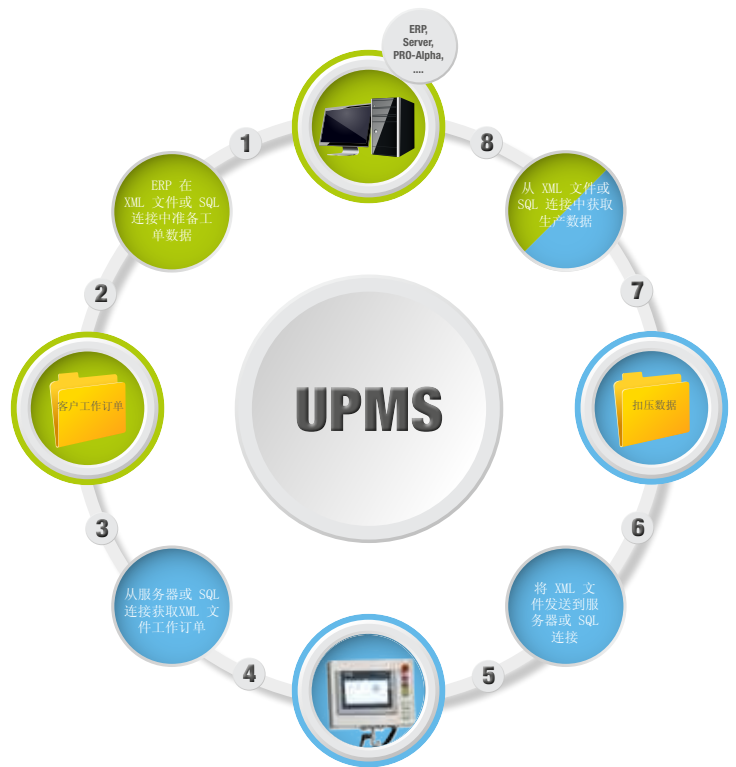 ERP,
Server,
PRO-Alpha,
....
1
8
ERP 在
XML 文件或 SQL
连接中准备工
单数据
从 XML 文件或
SQL 连接中获取
生产数据
2
7
客户工作订单
UPMS
扣压数据
3
6
从服务器或 SQL
连接获取XML 文
件工作订单
将 XML 文
件发送到服
务器或 SQL
连接
4
5